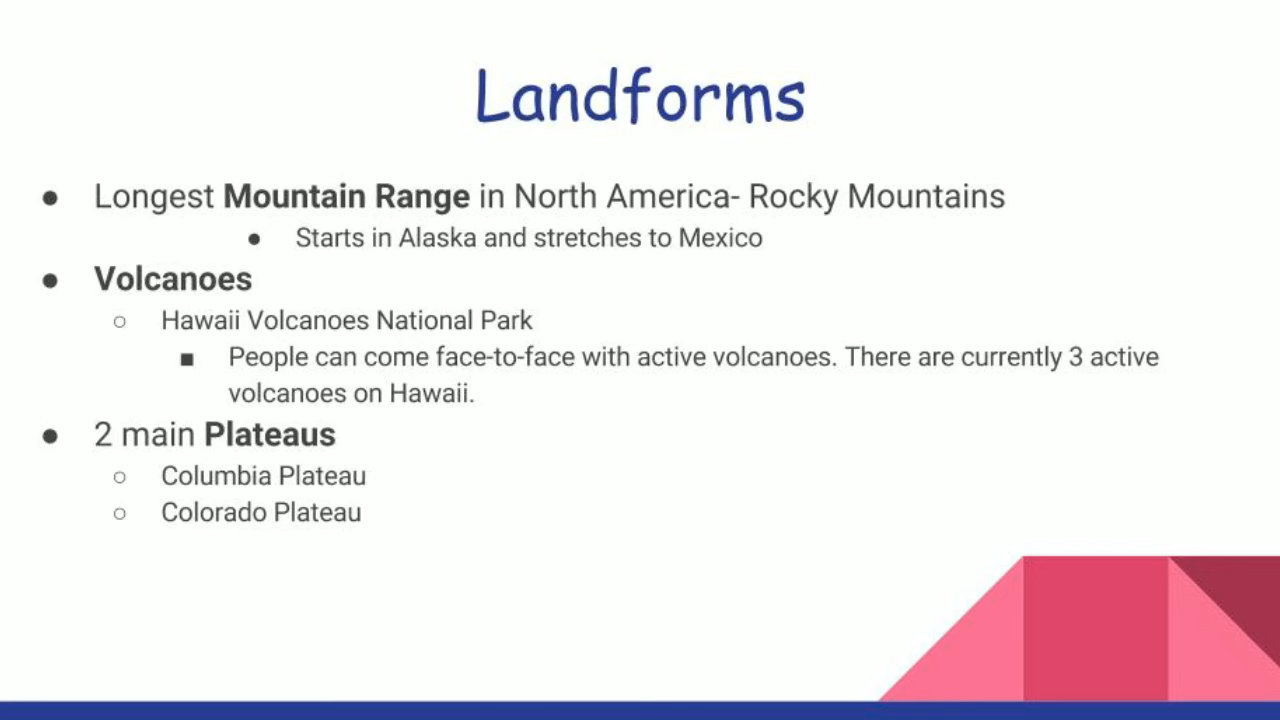 Landforms
● Longest Mountain Range in North America- Rocky Mountains
● Starts in Alaska and stretches to Mexico
● Volcanoes
○ Hawaii Volcanoes National Park
■ People can come face-to-face with active volcanoes. There are currently 3 active
volcanoes on Hawaii.
● 2 main Plateaus
○ Columbia Plateau
○ Colorado Plateau